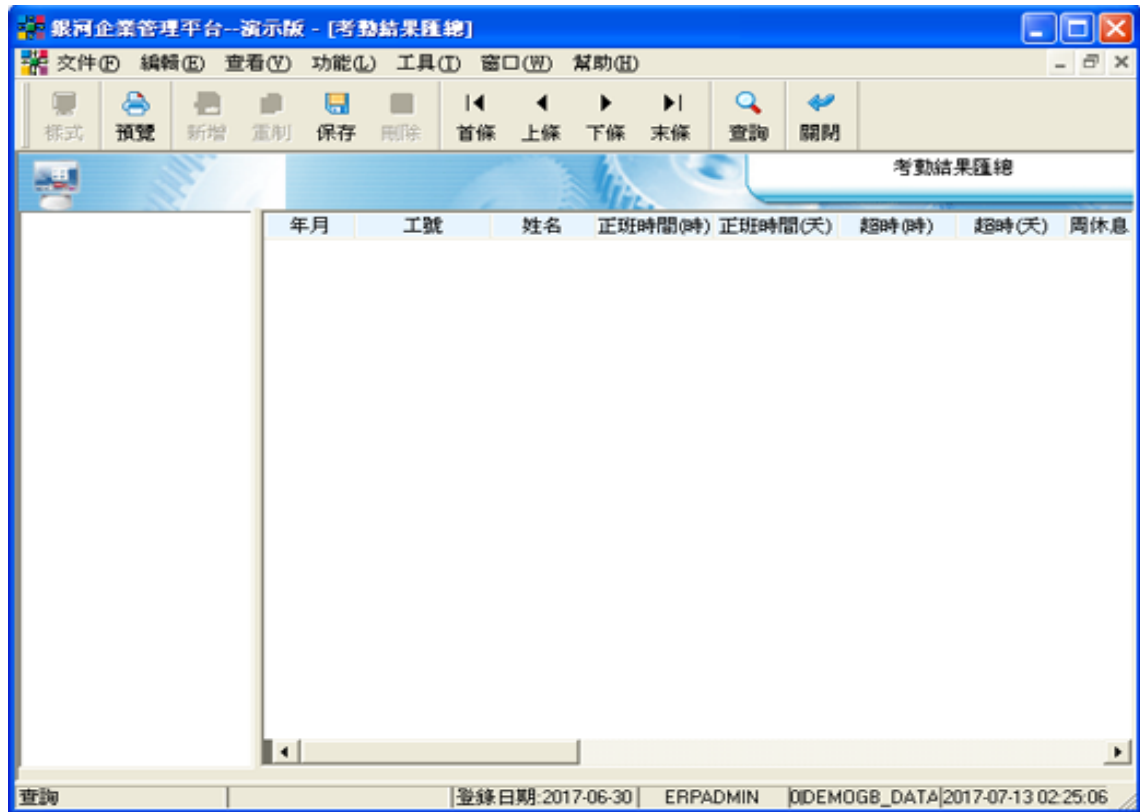 銀河企業管理平台--演示版 - [考勤結果匯總]
文件(F) 編輯(E) 查看(V) 功能(L) 工具(T) 窗口(W) 幫助(H)
樣式 預覽 新增 重制 保存 刪除 首條 上條 下條 末條 查詢 關閉
考勤結果匯總
年月 工號 姓名 正班時間(時) 正班時間(天) 超時(時) 超時(天) 周休息
查詢 登錄日期:2017-06-30 ERPADMIN 0 DEMOGB_DATA 2017-07-13 02:25:06